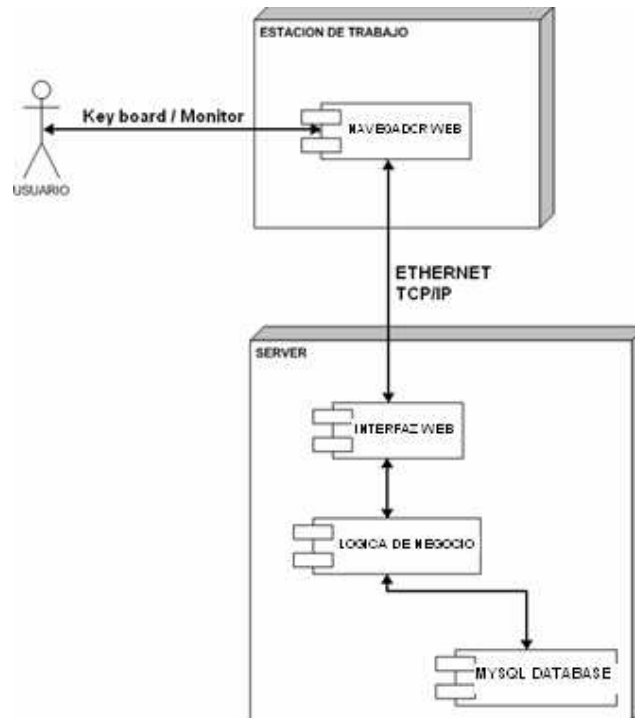 ESTACION DE TRABAJO
Key board / Monitor
NAVEGADOR WEB
USUARIO
ETHERNET
TCP/IP
SERVER
INTERFAZ WEB
LOGICA DE NEGOCIO
MYSQL DATABASE